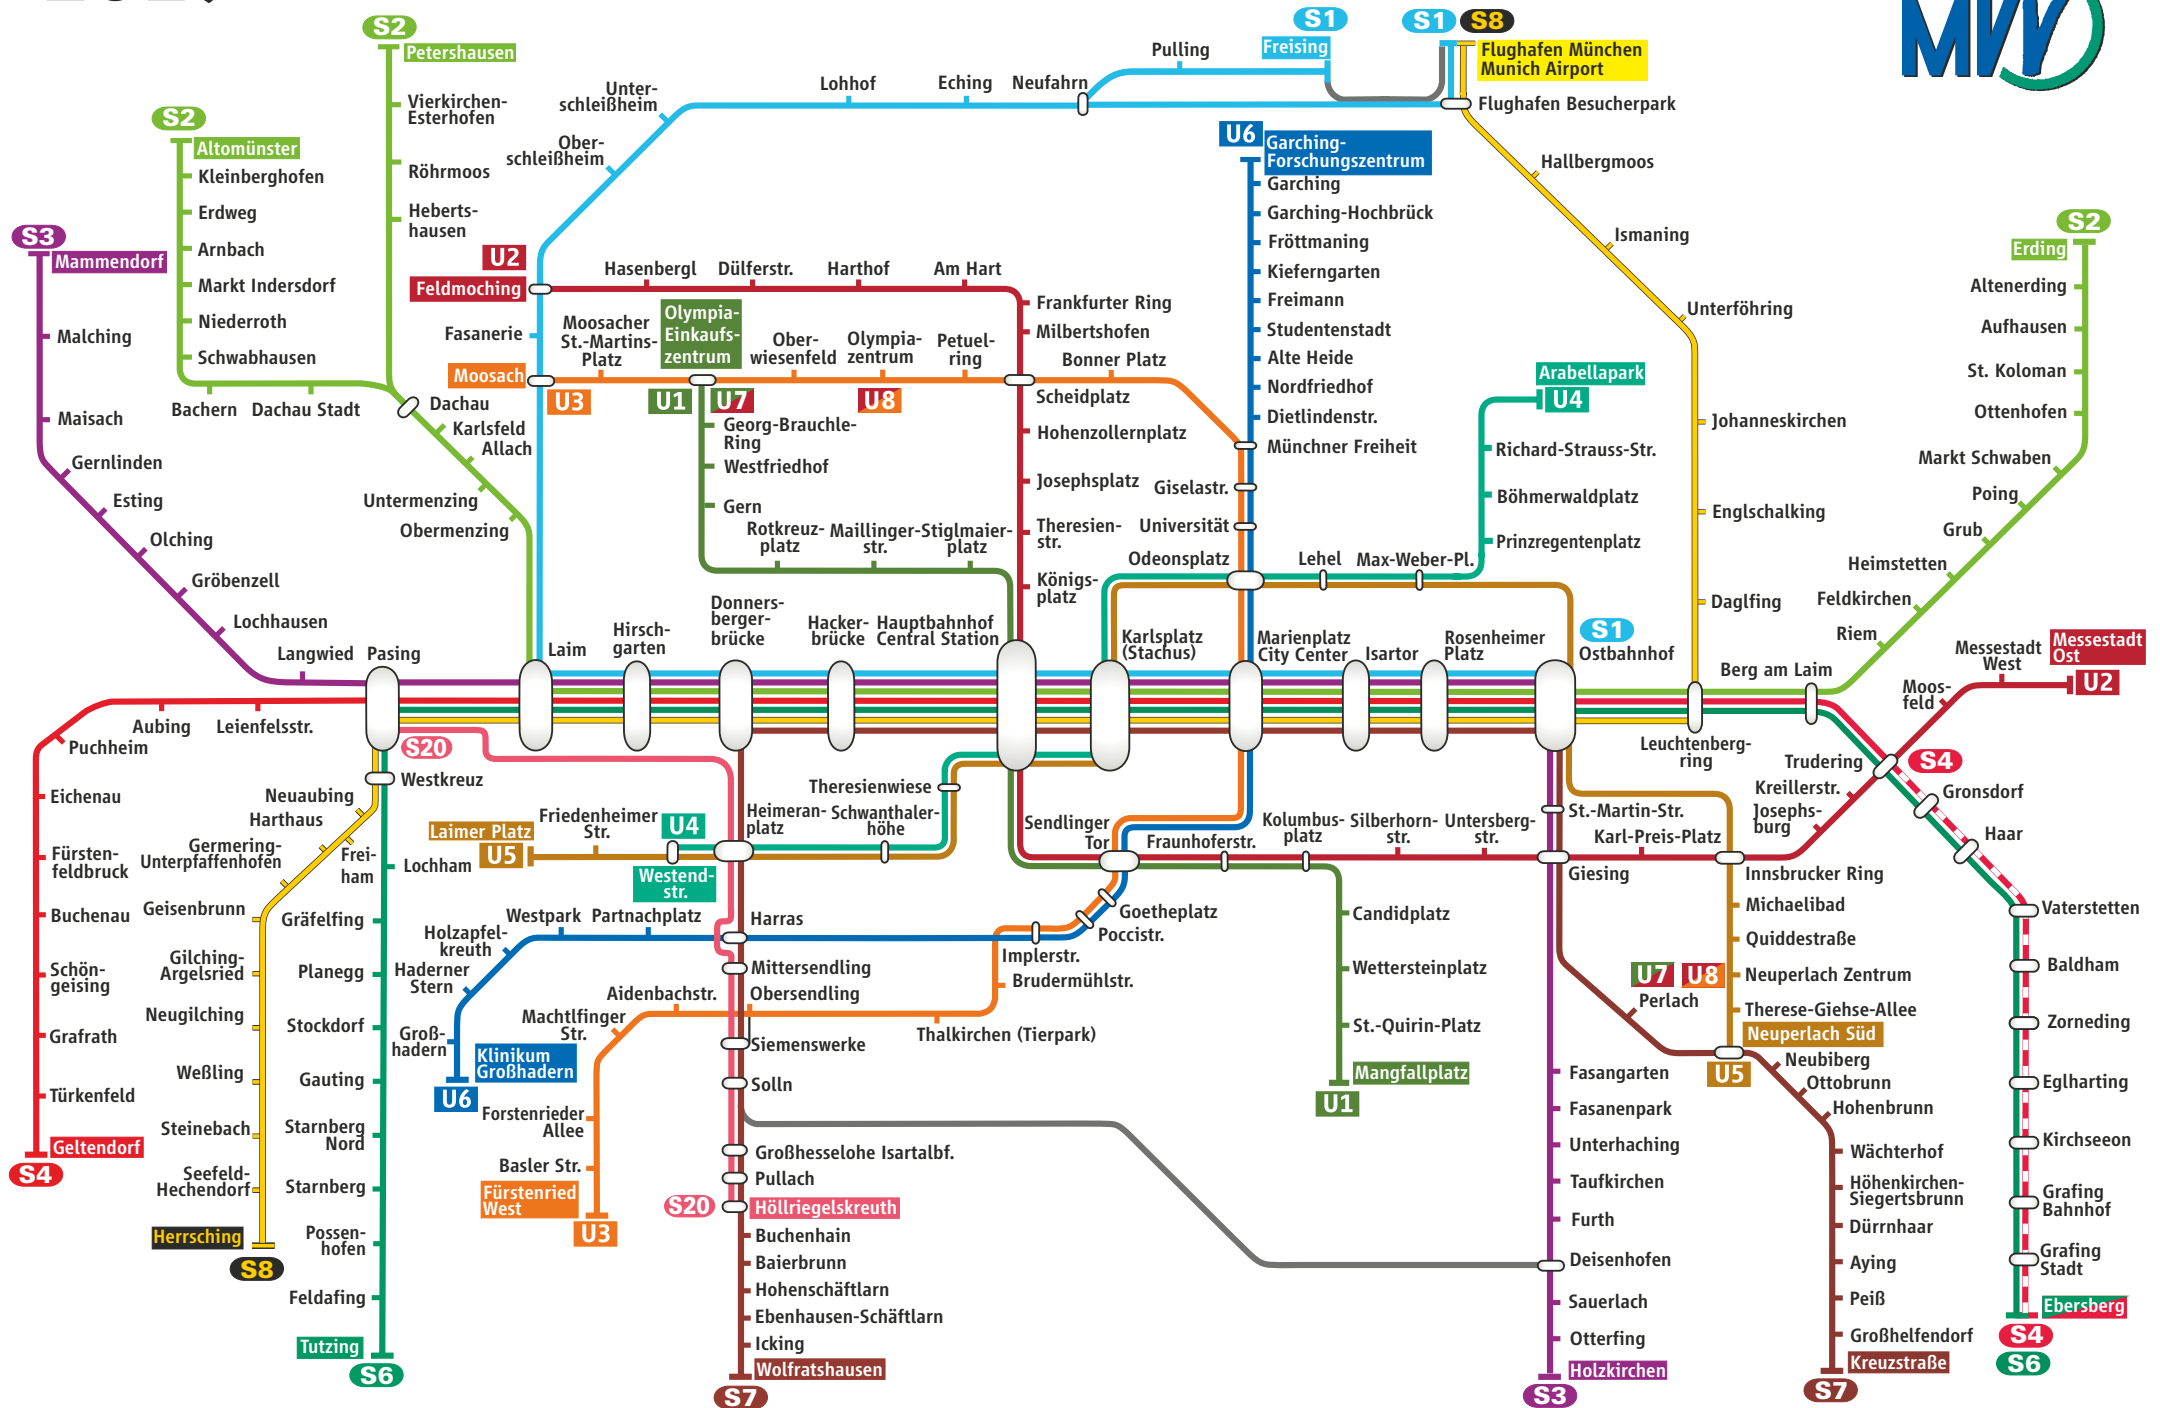 S2
Petershausen
Vierkirchen-
Esterhofen
Röhrmoos
Heberts-
hausen
S2
Altomünster
Kleinberghofen
Erdweg
Arnbach
Markt Indersdorf
Niederroth
Schwabhausen
Bachern
Dachau Stadt
Dachau
Karlsfeld
Allach
Untermenzing
Obermenzing
S3
Mammendorf
Malching
Maisach
Gernlinden
Esting
Olching
Gröbenzell
Lochhausen
Langwied
Pasing
S1
Freising
Pulling
Neufahrn
Eching
Lohhof
Unter-
schleißheim
Ober-
schleißheim
S1
S8
Flughafen München
Munich Airport
Flughafen Besucherpark
Hallbergmoos
Ismaning
Unterföhring
Johanneskirchen
Englschalking
Daglfing
MVV
U2
Feldmoching
Hasenbergl
Dülferstr.
Harthof
Am Hart
Frankfurter Ring
Milbertshofen
Fasanerie
Moosach
U3
Moosacher
St.-Martins-
Platz
Olympia-
Einkaufs-
zentrum
U1
U7
Ober-
wiesenfeld
Olympia-
zentrum
U8
Petuel-
ring
Bonner Platz
Scheidplatz
Hohenzollernplatz
Josephsplatz
Theresien-
str.
Königs-
platz
Georg-Brauchle-
Ring
Westfriedhof
Gern
Rotkreuz-
platz
Maillinger-
str.
Stiglmaier-
platz
U6
Garching-
Forschungszentrum
Garching
Garching-Hochbrück
Fröttmaning
Kieferngarten
Freimann
Studentenstadt
Alte Heide
Nordfriedhof
Dietlindenstr.
Münchner Freiheit
Giselastr.
Universität
Odeonsplatz
Lehel
Max-Weber-Pl.
Arabellapark
U4
Richard-Strauss-Str.
Böhmerwaldplatz
Prinzregentenplatz
S2
Erding
Altenerding
Aufhausen
St. Koloman
Ottenhofen
Markt Schwaben
Poing
Grub
Heimstetten
Feldkirchen
Riem
Berg am Laim
Messestadt
West
Messestadt
Ost
U2
Moos-
feld
Laim
Hirsch-
garten
Donners-
berger-
brücke
Hacker-
brücke
Hauptbahnhof
Central Station
Karlsplatz
(Stachus)
Marienplatz
City Center
Isartor
Rosenheimer
Platz
S1
Ostbahnhof
Leuchtenberg-
ring
Trudering
S4
Gronsdorf
Haar
Vaterstetten
Baldham
Zorneding
Eglharting
Kirchseeon
Grafing
Bahnhof
Grafing
Stadt
Ebersberg
S4
S6
Kreillerstr.
Josephs-
burg
Aubing
Leienfelsstr.
Puchheim
Eichenau
Fürsten-
feldbruck
Buchenau
Schön-
geising
Grafrath
Türkenfeld
Geltendorf
S4
S20
Westkreuz
Neuaubing
Harthaus
Germering-
Unterpfaffenhofen
Frei-
ham
Geisenbrunn
Gilching-
Argelsried
Neugilching
Weßling
Steinebach
Seefeld-
Hechendorf
Herrsching
S8
Lochham
Gräfelfing
Planegg
Stockdorf
Gauting
Starnberg
Nord
Starnberg
Possen-
hofen
Feldafing
Tutzing
S6
Laimer Platz
U5
Friedenheimer
Str.
U4
Westend-
str.
Heimeran-
platz
Schwanthaler-
höhe
Theresienwiese
Sendlinger
Tor
Fraunhoferstr.
Kolumbus-
platz
Silberhorn-
str.
Untersberg-
str.
St.-Martin-Str.
Karl-Preis-Platz
Giesing
Innsbrucker Ring
Michaelibad
Quiddestraße
Neuperlach Zentrum
Therese-Giehse-Allee
Neuperlach Süd
U5
U7
U8
Perlach
Neubiberg
Ottobrunn
Hohenbrunn
Wächterhof
Höhenkirchen-
Siegertsbrunn
Dürrnhaar
Aying
Peiß
Großhelfendorf
Kreuzstraße
S7
Goetheplatz
Poccistr.
Implerstr.
Brudermühlstr.
Thalkirchen (Tierpark)
Candidplatz
Wettersteinplatz
St.-Quirin-Platz
Mangfallplatz
U1
Westpark
Partnachplatz
Holzapfel-
kreuth
Haderner
Stern
Groß-
hadern
Klinikum
Großhadern
U6
Harras
Mittersendling
Obersendling
Aidenbachstr.
Machtlfinger
Str.
Forstenrieder
Allee
Basler Str.
Fürstenried
West
U3
Siemenswerke
Solln
Großhesselohe Isartalbf.
Pullach
S20
Höllriegelskreuth
Buchenhain
Baierbrunn
Hohenschäftlarn
Ebenhausen-Schäftlarn
Icking
Wolfratshausen
S7
Fasangarten
Fasanenpark
Unterhaching
Taufkirchen
Furth
Deisenhofen
Sauerlach
Otterfing
Holzkirchen
S3